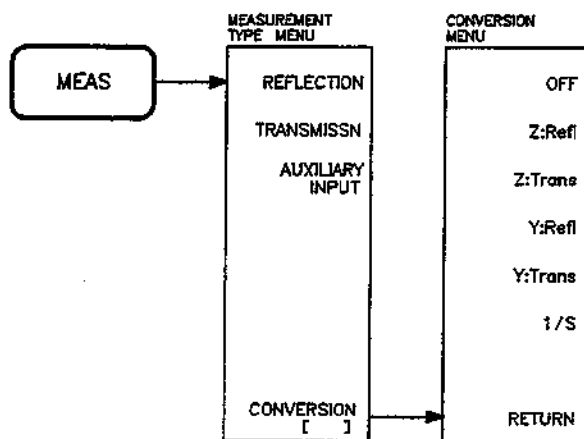 MEAS
MEASUREMENT
TYPE MENU
REFLECTION
TRANSMISSN
AUXILIARY
INPUT
CONVERSION
[ ]
CONVERSION
MENU
OFF
Z:Refl
Z:Trans
Y:Refl
Y:Trans
1/S
RETURN